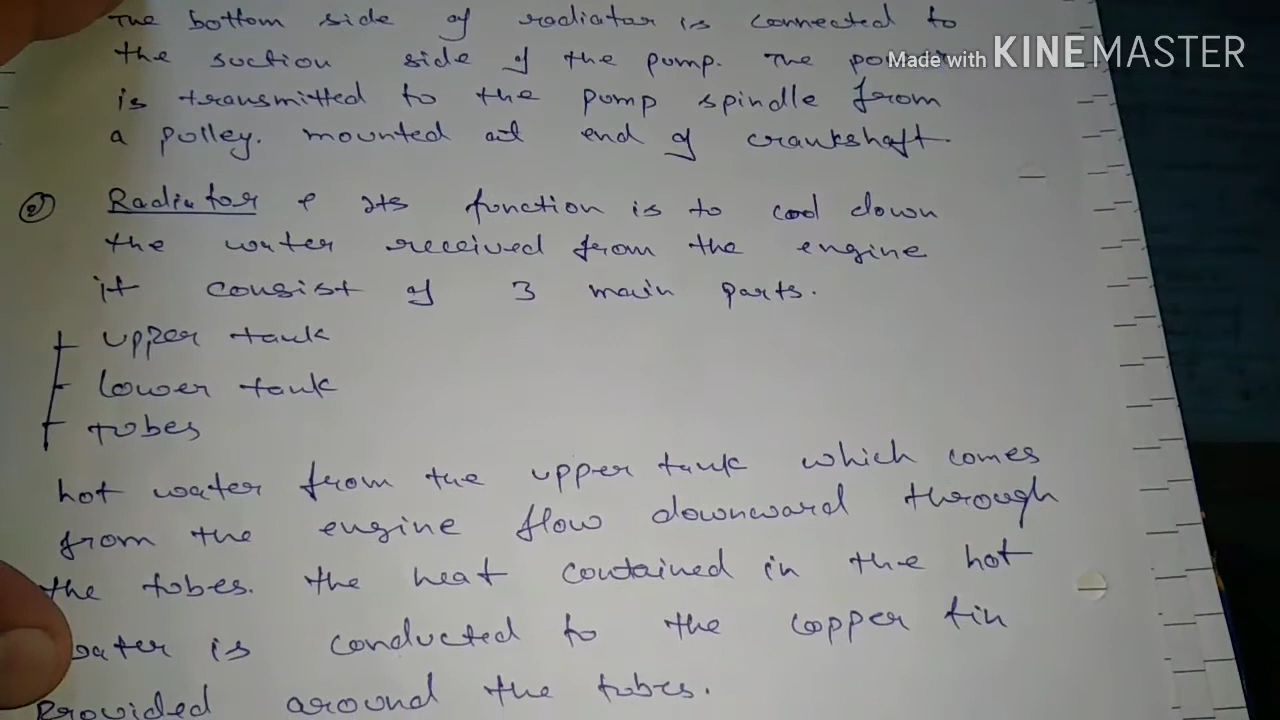 The bottom side of radiator is connected to
the suction side of the pump. The
Made with KINEMASTER
is transmitted to the pump spindle from
a pulley. mounted at end of crankshaft.
② Radiator its function is to cool down
the water received from the engine
it consist of 3 main parts.
upper tank
lower tank
tubes
hot water from the upper tank which comes
from the engine flow downward through
the tubes. the heat contained in the hot
water is conducted to the copper fin
Provided around the tubes.